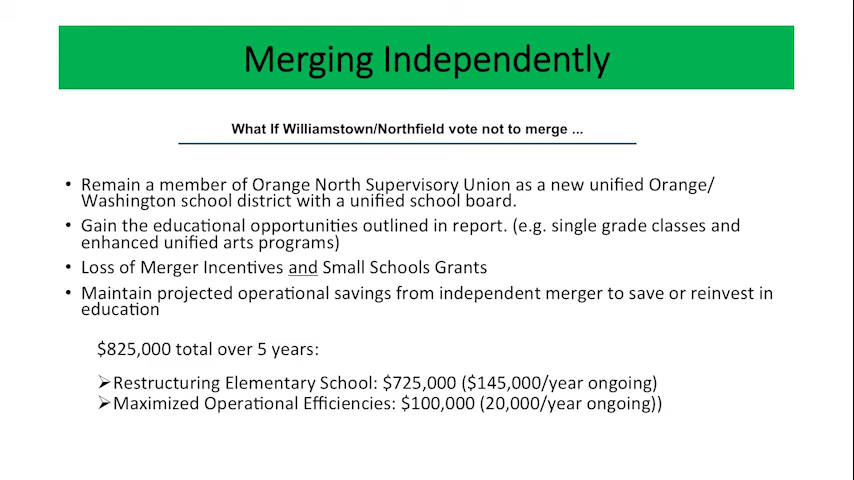 Merging Independently
What If Williamstown/Northfield vote not to merge ...
• Remain a member of Orange North Supervisory Union as a new unified Orange/
Washington school district with a unified school board.
• Gain the educational opportunities outlined in report. (e.g. single grade classes and
enhanced unified arts programs)
• Loss of Merger Incentives and Small Schools Grants
• Maintain projected operational savings from independent merger to save or reinvest in
education
$825,000 total over 5 years:
➢Restructuring Elementary School: $725,000 ($145,000/year ongoing)
➢Maximized Operational Efficiencies: $100,000 (20,000/year ongoing))